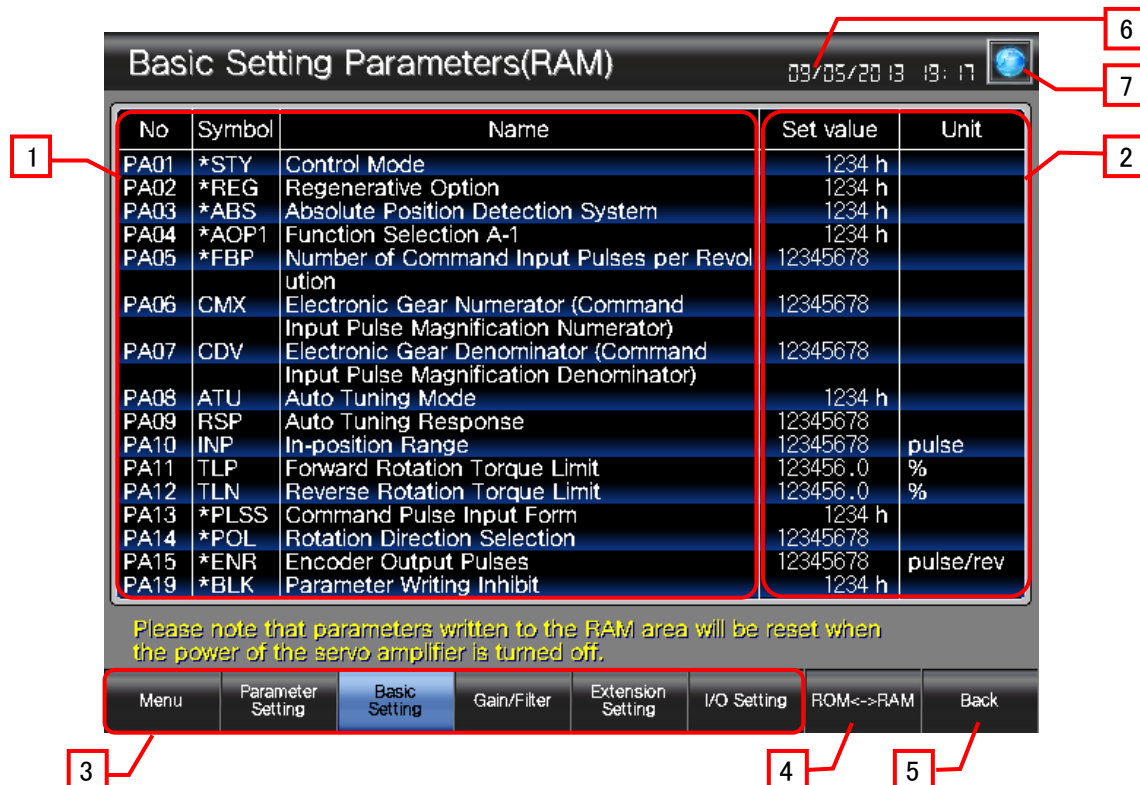 6
Basic Setting Parameters(RAM)
09/05/2013 19:17
7
No Symbol Name Set value Unit
1
2
PA01 *STY Control Mode 1234 h
PA02 *REG Regenerative Option 1234 h
PA03 *ABS Absolute Position Detection System 1234 h
PA04 *AOP1 Function Selection A-1 1234 h
PA05 *FBP Number of Command Input Pulses per Revol 12345678
ution
PA06 CMX Electronic Gear Numerator (Command 12345678
Input Pulse Magnification Numerator)
PA07 CDV Electronic Gear Denominator (Command 12345678
Input Pulse Magnification Denominator)
PA08 ATU Auto Tuning Mode 1234 h
PA09 RSP Auto Tuning Response 12345678
PA10 INP In-position Range 12345678 pulse
PA11 TLP Forward Rotation Torque Limit 123456.0 %
PA12 TLN Reverse Rotation Torque Limit 123456.0 %
PA13 *PLSS Command Pulse Input Form 1234 h
PA14 *POL Rotation Direction Selection 12345678
PA15 *ENR Encoder Output Pulses 12345678 pulse/rev
PA19 *BLK Parameter Writing Inhibit 1234 h
Please note that parameters written to the RAM area will be reset when
the power of the servo amplifier is turned off.
Menu
Parameter
Setting
Basic
Setting
Gain/Filter
Extension
Setting
I/O Setting
ROM<->RAM
Back
3
4
5